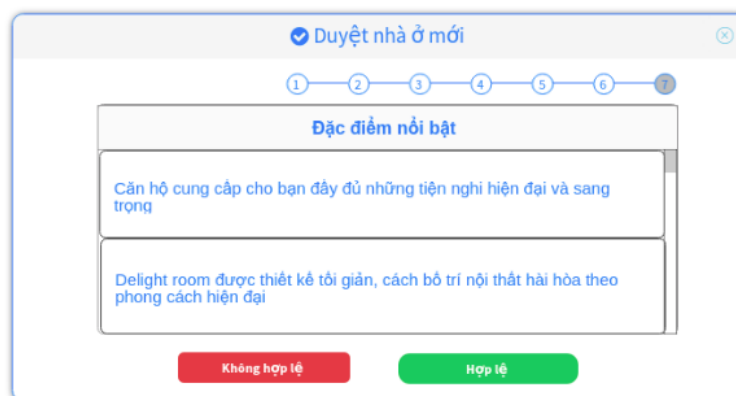 Duyệt nhà ở mới
1 2 3 4 5 6 7
Đặc điểm nổi bật
Căn hộ cung cấp cho bạn đầy đủ những tiện nghi hiện đại và sang
trọng
Delight room được thiết kế tối giản, cách bố trí nội thất hài hòa theo
phong cách hiện đại
Không hợp lệ
Hợp lệ